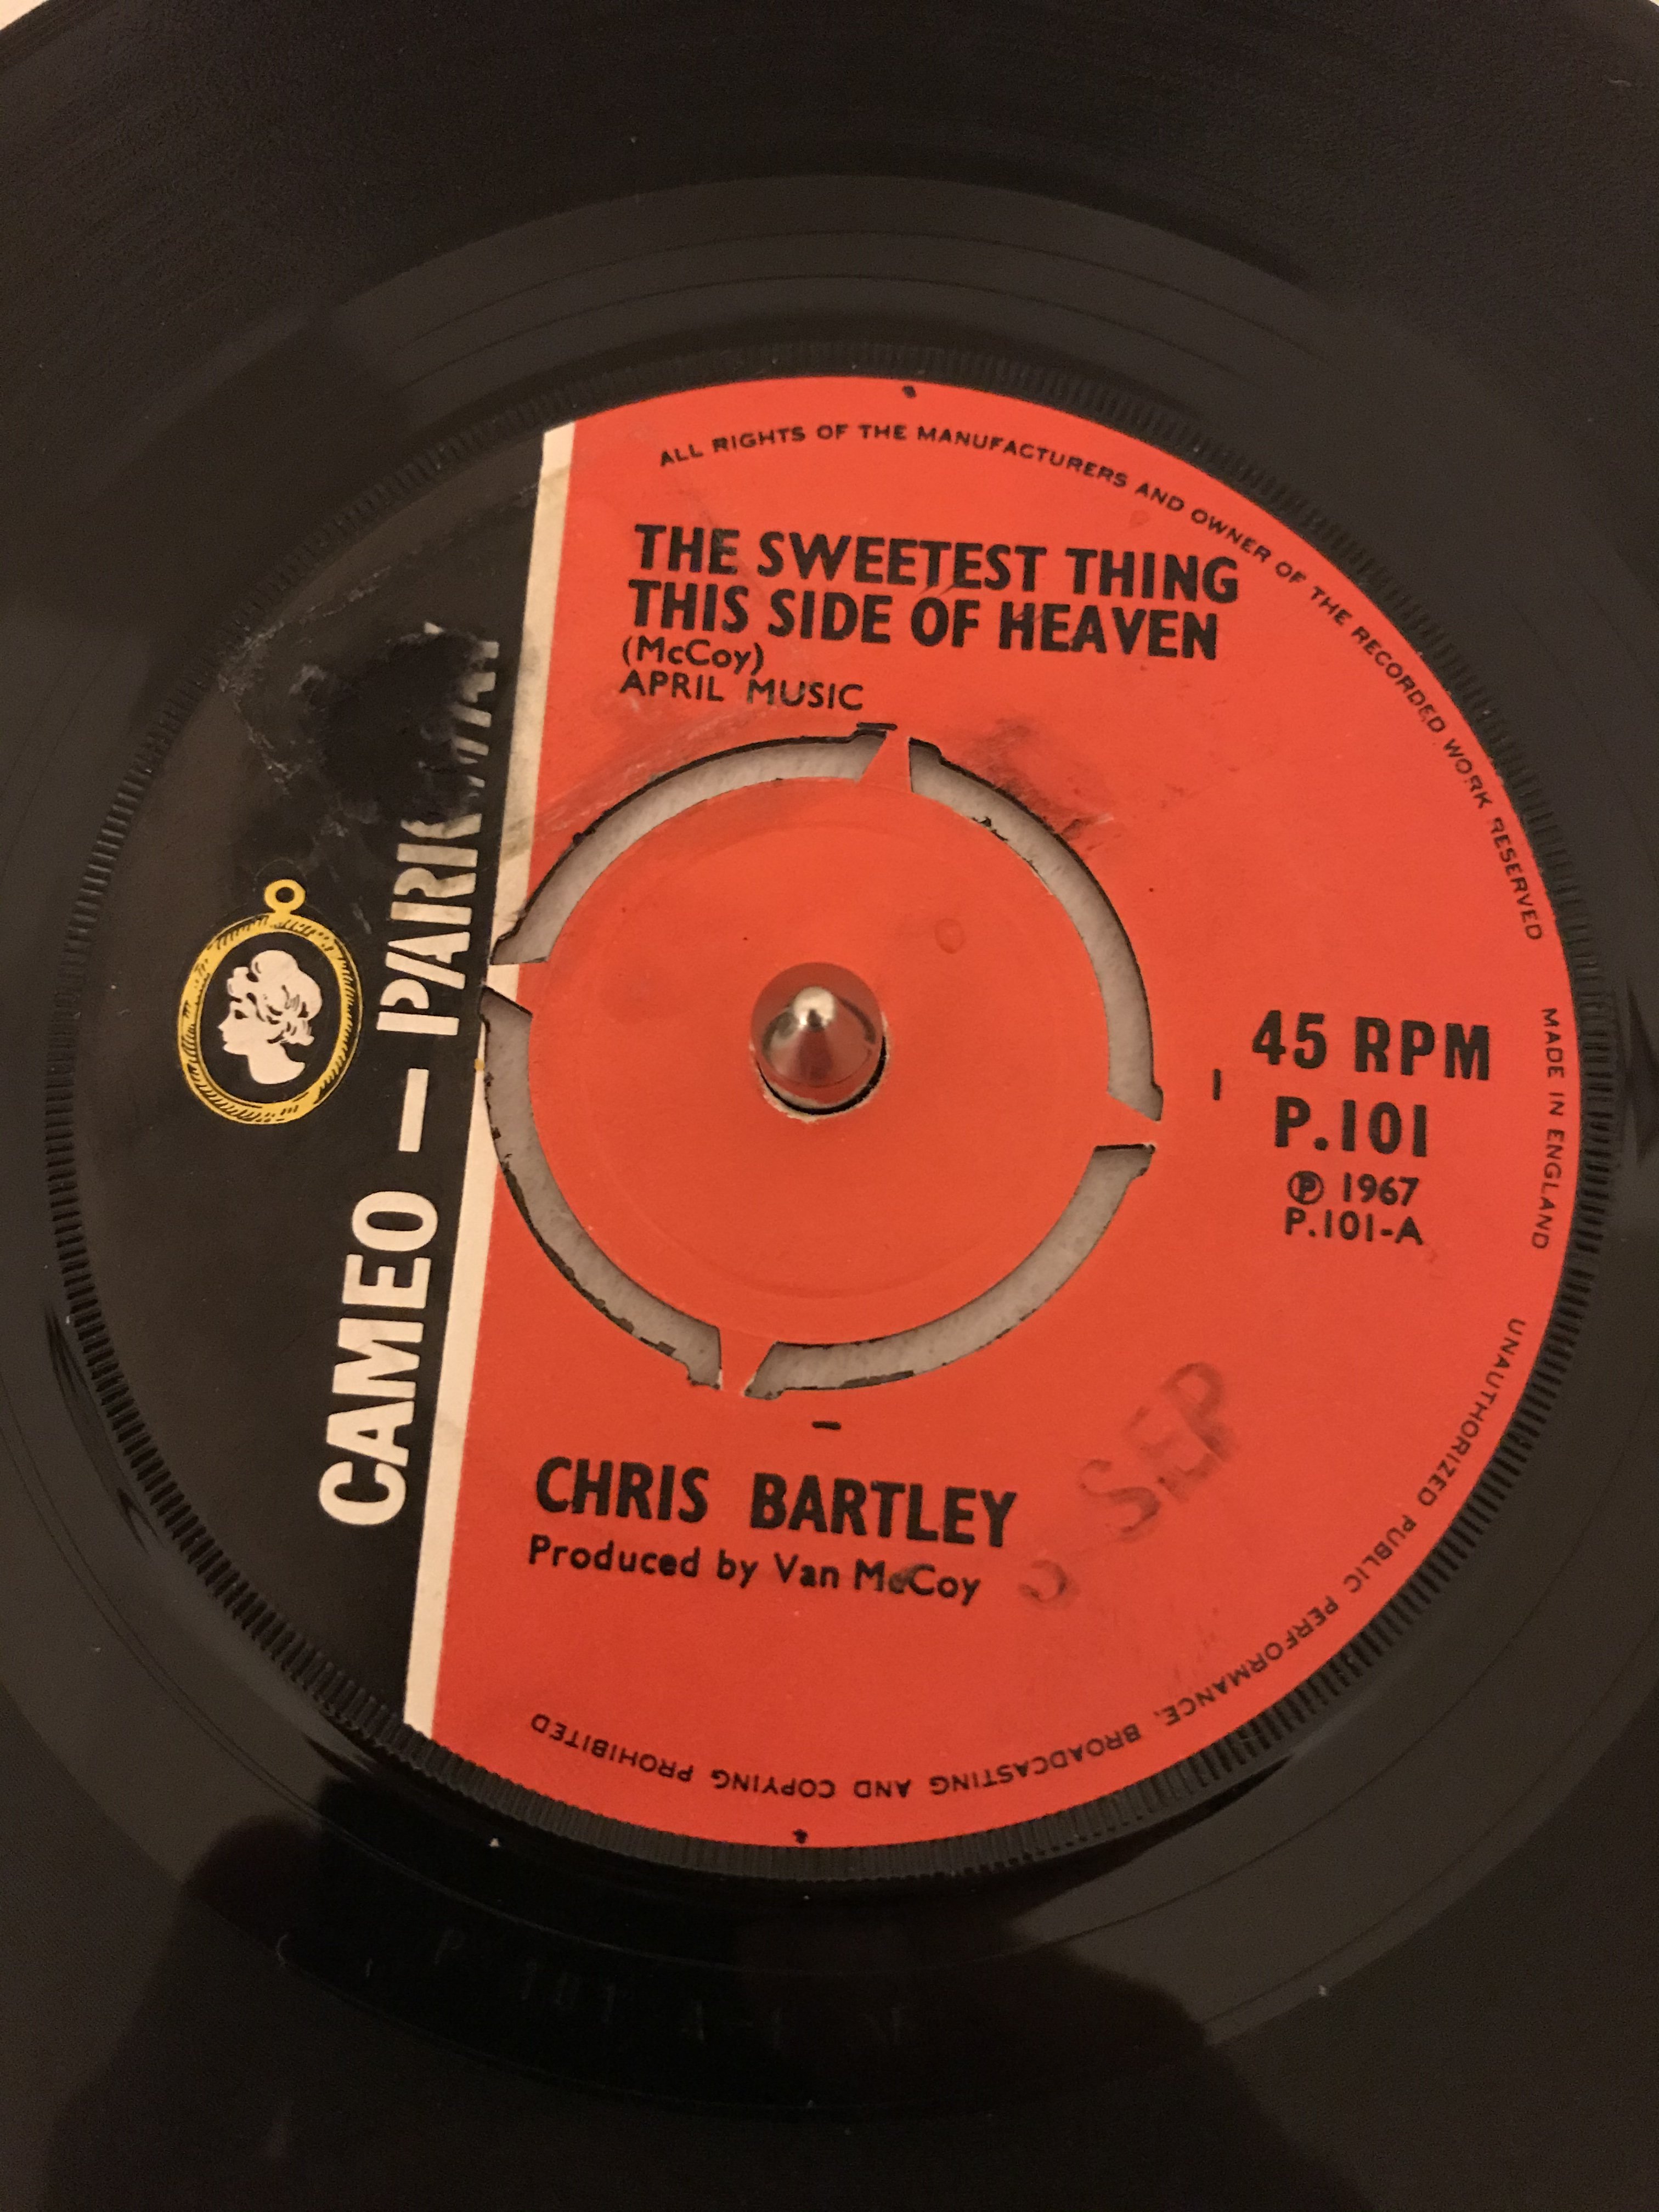 ALL RIGHTS OF THE MANUFACTURERS AND OWNER OF THE RECORDED WORK RESERVED
THE SWEETEST THING
THIS SIDE OF HEAVEN
(McCoy)
APRIL MUSIC
CAMEO — PARKWAY
45 RPM
P.101
℗ 1967
P.101-A
MADE IN ENGLAND
CHRIS BARTLEY
Produced by Van McCoy
SEP
UNAUTHORIZED PUBLIC PERFORMANCE, BROADCASTING AND COPYING PROHIBITED